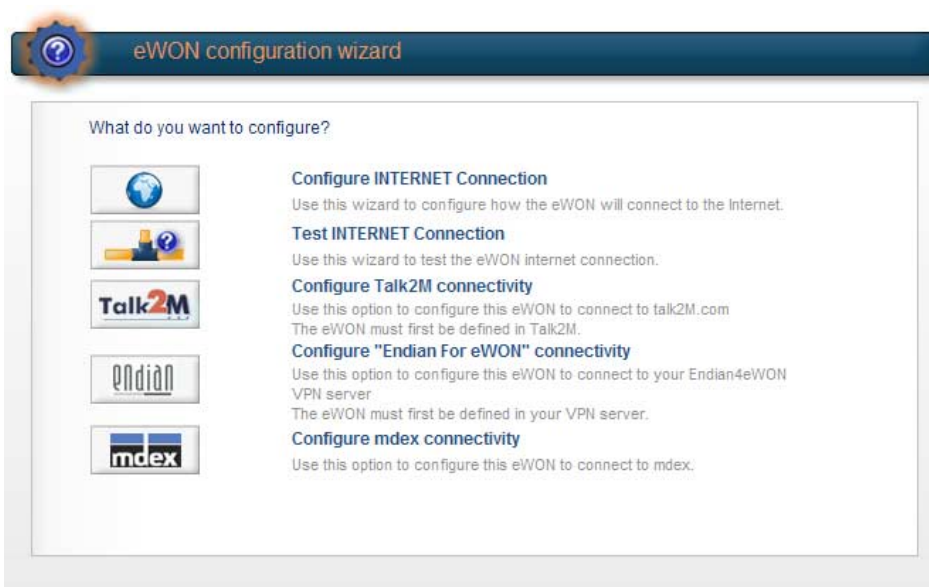 eWON configuration wizard
What do you want to configure?
Configure INTERNET Connection
Use this wizard to configure how the eWON will connect to the Internet.
Test INTERNET Connection
Use this wizard to test the eWON internet connection.
Talk2M
Configure Talk2M connectivity
Use this option to configure this eWON to connect to talk2M.com
The eWON must first be defined in Talk2M.
endian
Configure "Endian For eWON" connectivity
Use this option to configure this eWON to connect to your Endian4eWON
VPN server
The eWON must first be defined in your VPN server.
mdex
Configure mdex connectivity
Use this option to configure this eWON to connect to mdex.